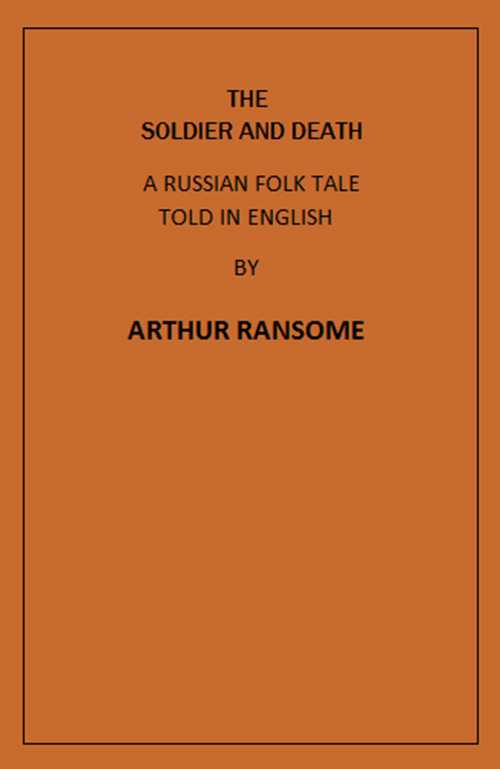 THE
SOLDIER AND DEATH
A RUSSIAN FOLK TALE
TOLD IN ENGLISH
BY
ARTHUR RANSOME